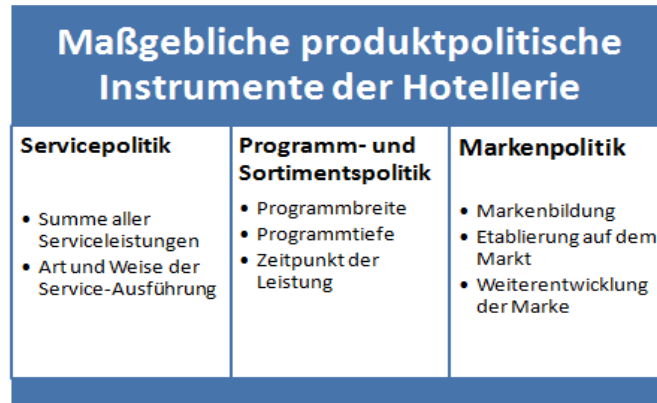 Maßgebliche produktpolitische
Instrumente der Hotellerie
Servicepolitik
• Summe aller
Serviceleistungen
• Art und Weise der
Service-Ausführung
Programm- und
Sortimentspolitik
• Programmbreite
• Programmtiefe
• Zeitpunkt der
Leistung
Markenpolitik
• Markenbildung
• Etablierung auf dem
Markt
• Weiterentwicklung
der Marke